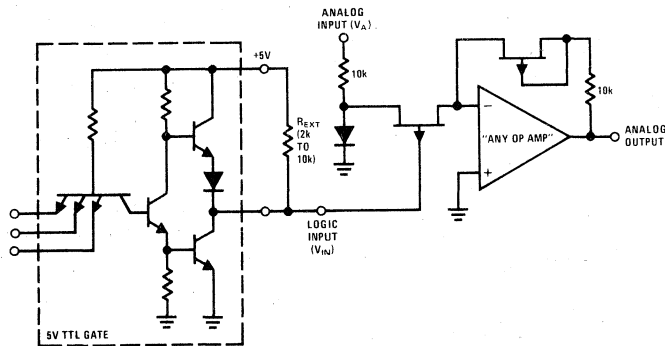 ANALOG
INPUT (VA)
+5V
10k
REXT
(2k
TO
10k)
10k
−
"ANY OP AMP"
+
ANALOG
OUTPUT
LOGIC
INPUT
(VIN)
5V TTL GATE